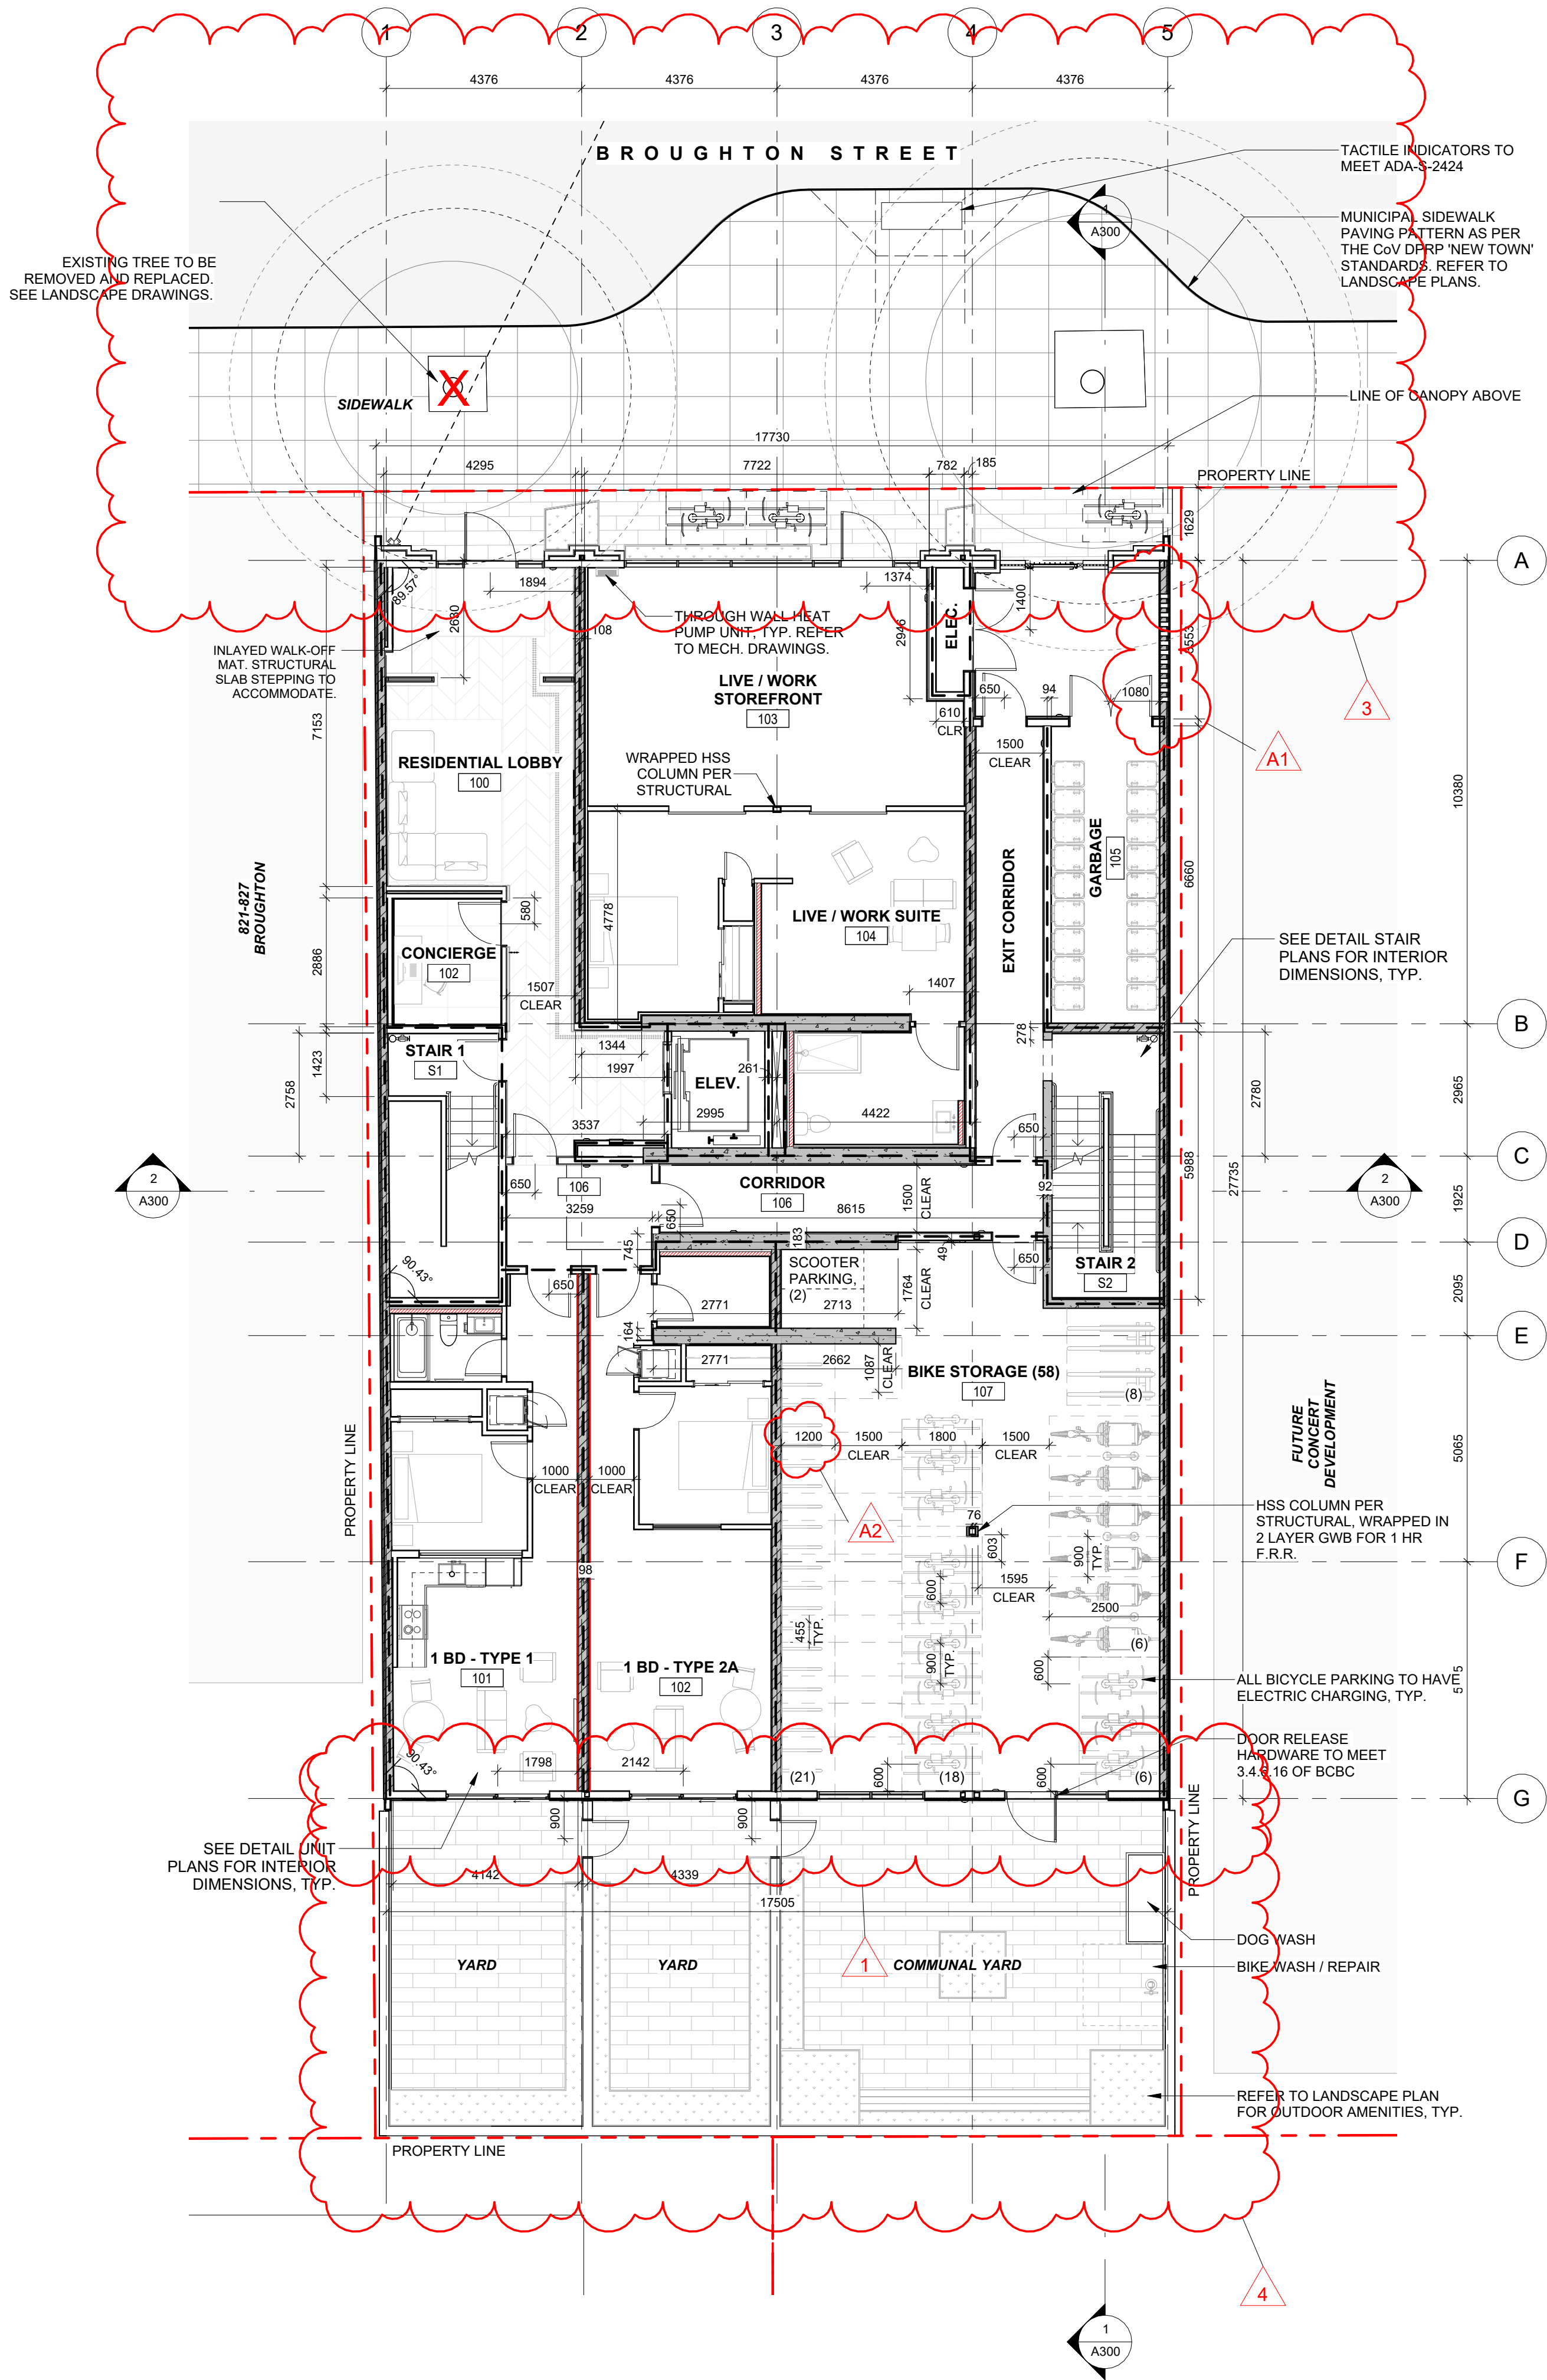 1
2
3
4
5
4376
4376
4376
4376
BROUGHTON STREET
TACTILE INDICATORS TO
MEET ADA-S-2424
1
A300
MUNICIPAL SIDEWALK
PAVING PATTERN AS PER
THE CoV DPRP 'NEW TOWN'
STANDARDS. REFER TO
LANDSCAPE PLANS.
EXISTING TREE TO BE
REMOVED AND REPLACED.
SEE LANDSCAPE DRAWINGS.
X
SIDEWALK
LINE OF CANOPY ABOVE
17730
4295
7722
782
185
PROPERTY LINE
1629
A
89.57°
1894
2680
108
1374
2946
ELEC.
1400
THROUGH WALL HEAT
PUMP UNIT, TYP. REFER
TO MECH. DRAWINGS.
INLAYED WALK-OFF
MAT. STRUCTURAL
SLAB STEPPING TO
ACCOMMODATE.
LIVE / WORK
STOREFRONT
103
650
94
1080
610
CLR
3
A1
7153
1500
CLEAR
WRAPPED HSS
COLUMN PER
STRUCTURAL
RESIDENTIAL LOBBY
100
10380
GARBAGE
105
6660
EXIT CORRIDOR
821-827
BROUGHTON
580
4778
LIVE / WORK SUITE
104
CONCIERGE
102
2886
SEE DETAIL STAIR
PLANS FOR INTERIOR
DIMENSIONS, TYP.
1507
CLEAR
1407
B
278
STAIR 1
S1
1423
2758
1344
1997
261
ELEV.
2995
4422
3537
650
2780
2965
C
2
A300
650
106
3259
CORRIDOR
106
8615
1500
CLEAR
92
650
5988
27735
1925
2
A300
D
745
183
49
SCOOTER
PARKING,
(2)
1764
CLEAR
650
STAIR 2
S2
90.43°
650
2771
2713
2095
E
164
2771
2662
1087
CLEAR
BIKE STORAGE (58)
107
(8)
FUTURE
CONCERT
DEVELOPMENT
PROPERTY LINE
1200
1500
CLEAR
1800
1500
CLEAR
5065
1000
CLEAR
1000
CLEAR
A2
76
HSS COLUMN PER
STRUCTURAL, WRAPPED IN
2 LAYER GWB FOR 1 HR
F.R.R.
603
900
TYP.
F
98
600
1595
CLEAR
2500
455
TYP.
(6)
900
TYP.
600
1 BD - TYPE 1
101
1 BD - TYPE 2A
102
ALL BICYCLE PARKING TO HAVE
ELECTRIC CHARGING, TYP.
DOOR RELEASE
HARDWARE TO MEET
90.43°
1798
2142
(21)
600
(18)
600
(6)
G
900
900
PROPERTY LINE
SEE DETAIL UNIT
PLANS FOR INTERIOR
DIMENSIONS, TYP.
4142
4339
17505
DOG WASH
BIKE WASH / REPAIR
YARD
YARD
1
COMMUNAL YARD
REFER TO LANDSCAPE PLAN
FOR OUTDOOR AMENITIES, TYP.
PROPERTY LINE
4
1
A300